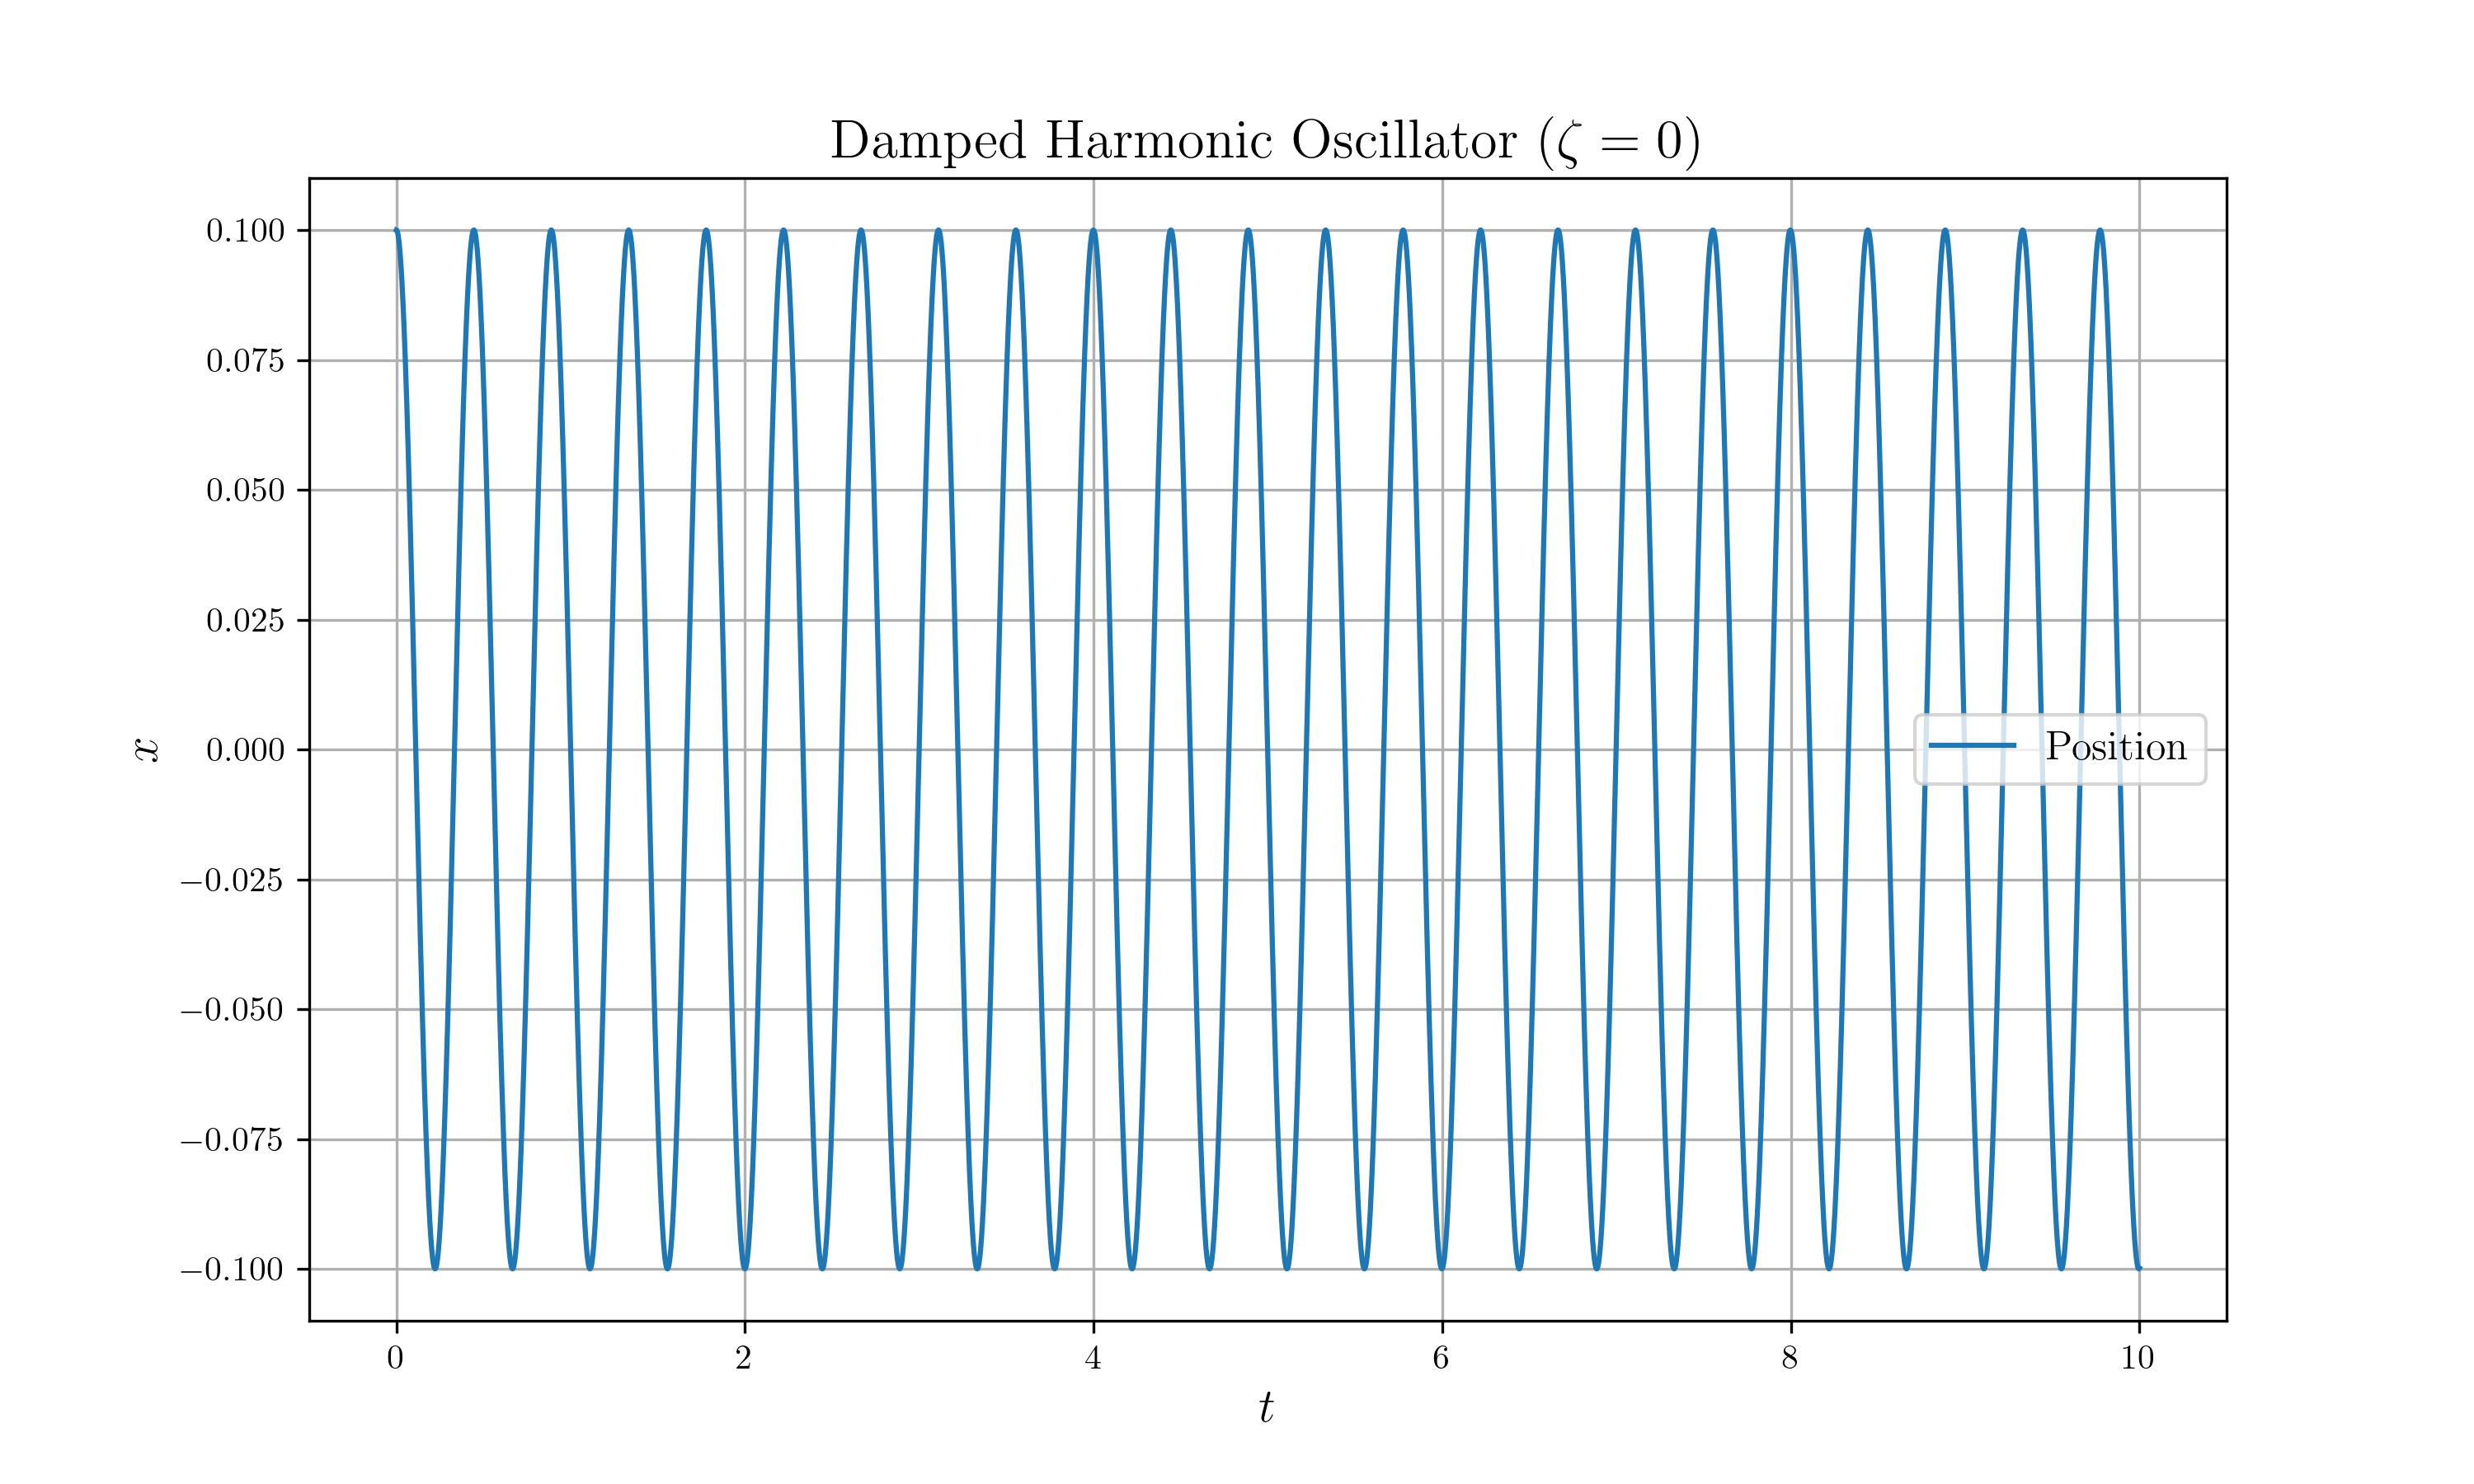 Damped Harmonic Oscillator (ζ = 0)
0.100
0.075
0.050
0.025
0.000
−0.025
−0.050
−0.075
−0.100
x
Position
0 2 4 6 8 10
t